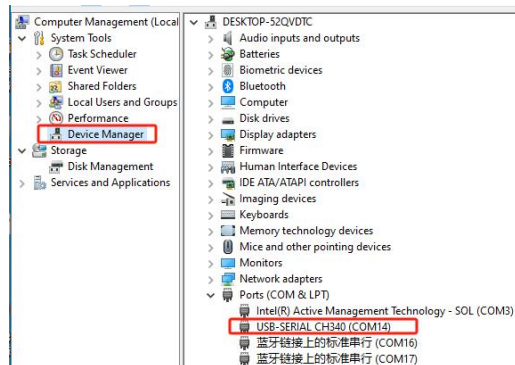 Computer Management (Local
System Tools
Task Scheduler
Event Viewer
Shared Folders
Local Users and Groups
Performance
Device Manager
Storage
Disk Management
Services and Applications
DESKTOP-52QVDTC
Audio inputs and outputs
Batteries
Biometric devices
Bluetooth
Computer
Disk drives
Display adapters
Firmware
Human Interface Devices
IDE ATA/ATAPI controllers
Imaging devices
Keyboards
Memory technology devices
Mice and other pointing devices
Monitors
Network adapters
Ports (COM & LPT)
Intel(R) Active Management Technology - SOL (COM3)
USB-SERIAL CH340 (COM14)
蓝牙链接上的标准串行 (COM16)
蓝牙链接上的标准串行 (COM17)